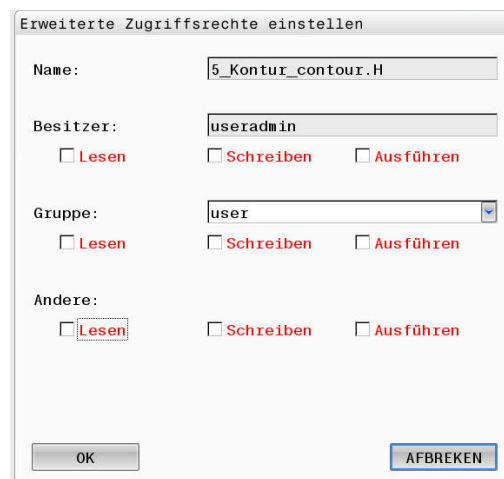 Erweiterte Zugriffsrechte einstellen
Name: 5_Kontur_contour.H
Besitzer: useradmin
Lesen Schreiben Ausführen
Gruppe: user
Lesen Schreiben Ausführen
Andere:
Lesen Schreiben Ausführen
OK AFBREKEN